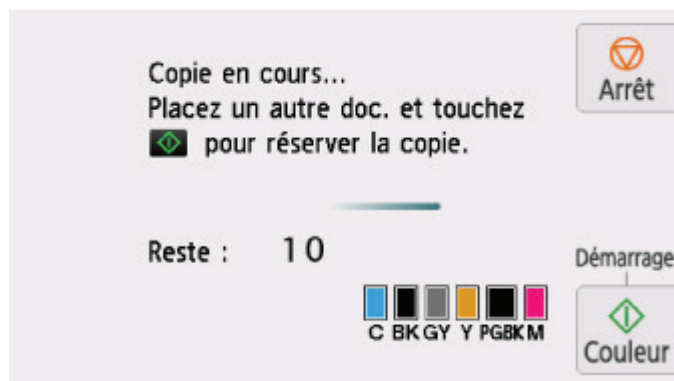 Copie en cours...
Placez un autre doc. et touchez
pour réserver la copie.
Arrêt
Reste : 10
C BK GY Y PGBK M
Démarrage
Couleur